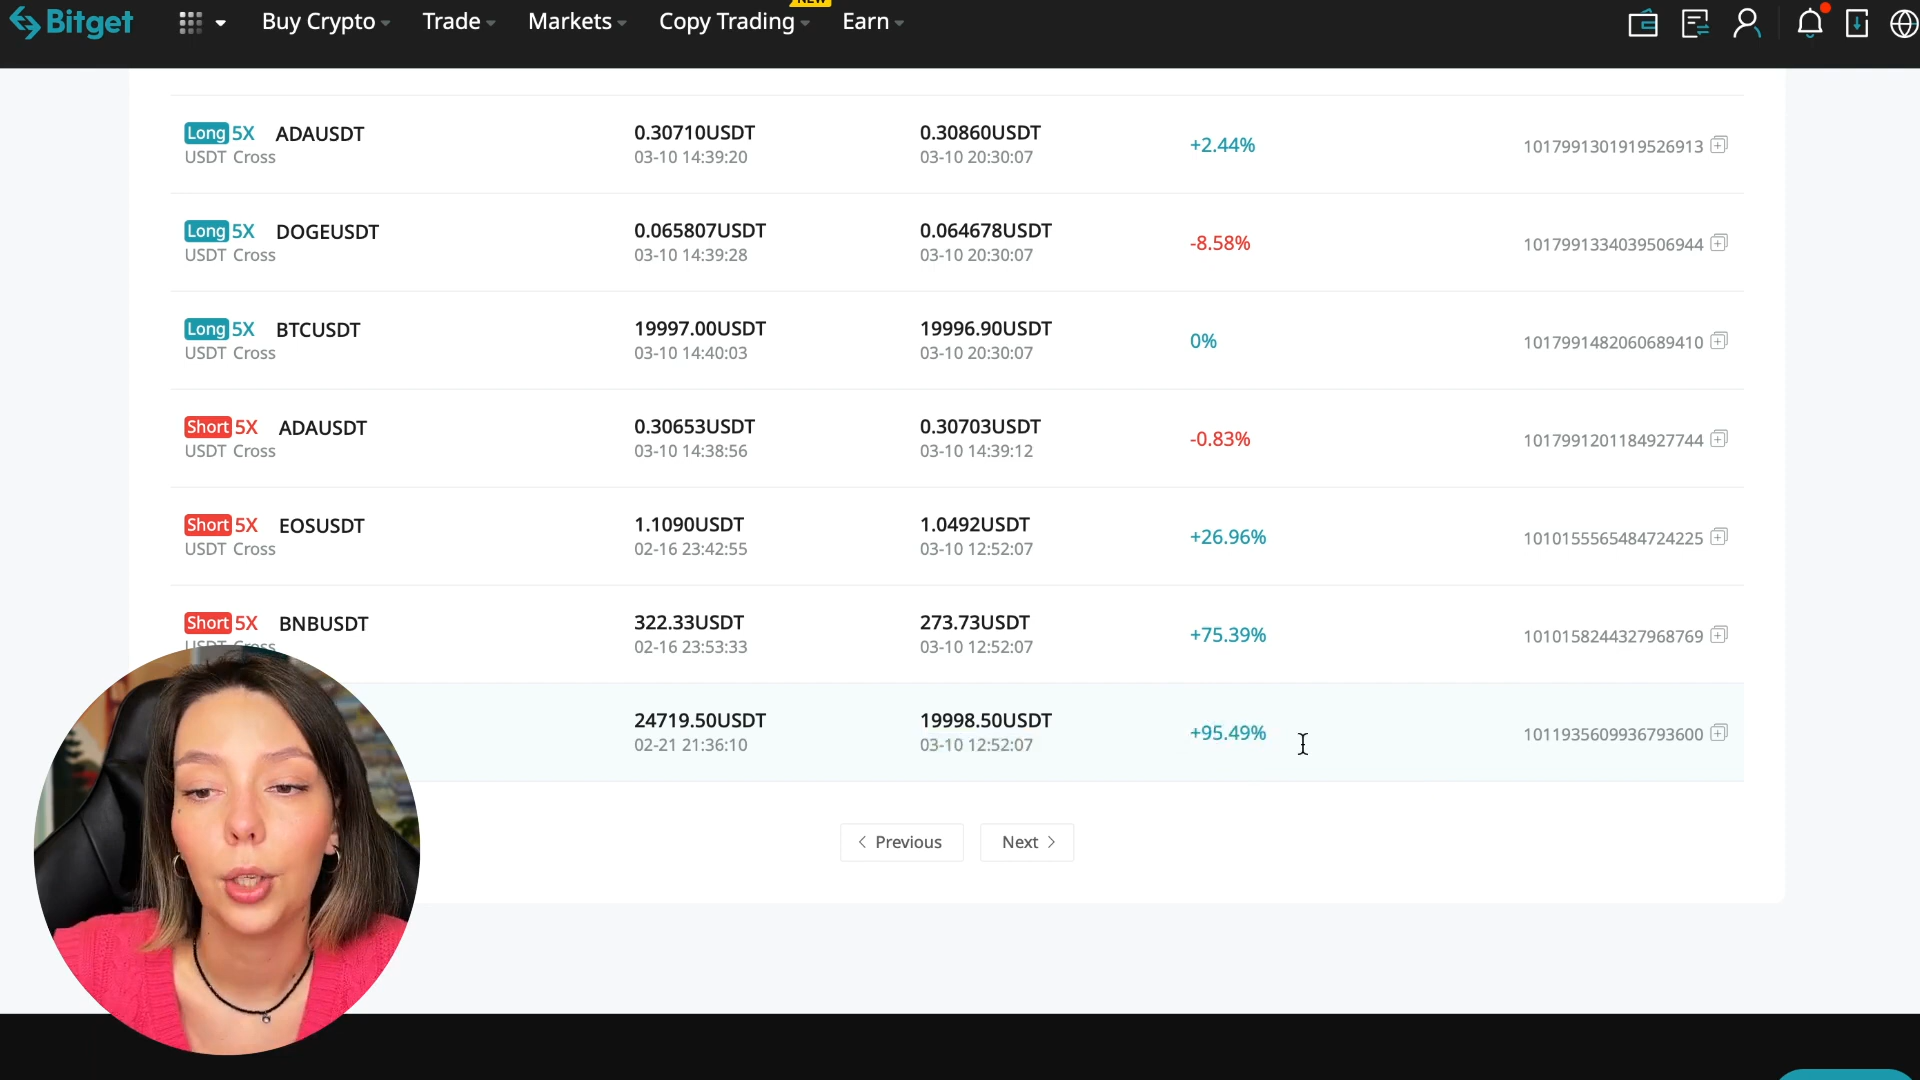 Bitget
Buy Crypto
Trade
Markets
Copy Trading
NEW
Earn
Long 5X ADAUSDT 0.30710USDT 0.30860USDT +2.44% 1017991301919526913
USDT Cross 03-10 14:39:20 03-10 20:30:07
Long 5X DOGEUSDT 0.065807USDT 0.064678USDT -8.58% 1017991334039506944
USDT Cross 03-10 14:39:28 03-10 20:30:07
Long 5X BTCUSDT 19997.00USDT 19996.90USDT 0% 1017991482060689410
USDT Cross 03-10 14:40:03 03-10 20:30:07
Short 5X ADAUSDT 0.30653USDT 0.30703USDT -0.83% 1017991201184927744
USDT Cross 03-10 14:38:56 03-10 14:39:12
Short 5X EOSUSDT 1.1090USDT 1.0492USDT +26.96% 1010155565484724225
USDT Cross 02-16 23:42:55 03-10 12:52:07
Short 5X BNBUSDT 322.33USDT 273.73USDT +75.39% 1010158244327968769
USDT Cross 02-16 23:53:33 03-10 12:52:07
24719.50USDT 19998.50USDT +95.49% 1011935609936793600
02-21 21:36:10 03-10 12:52:07
Previous
Next